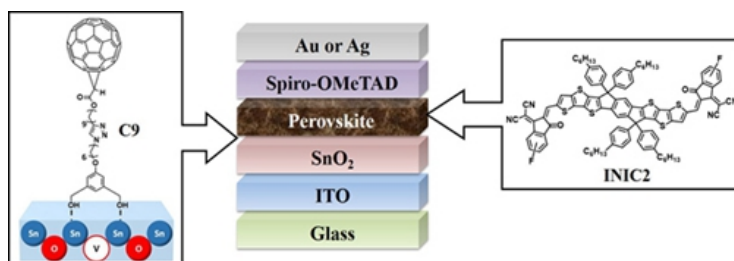 H
O
O
9
N=N
N
C9
6
O
OH
OH
Sn
Sn
Sn
Sn
O
V
O
Au or Ag
Spiro-OMeTAD
Perovskite
SnO₂
ITO
Glass
C₆H₁₃
C₆H₁₃
F
O
CN
NC
S
S
S
S
S
S
CN
NC
O
F
C₆H₁₃
C₆H₁₃
INIC2